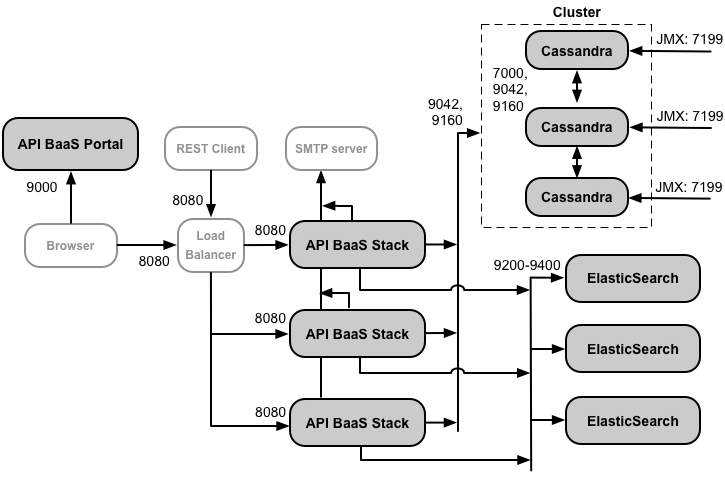 Cluster
Cassandra
JMX: 7199
7000,
9042,
9160
9042,
9160
Cassandra
JMX: 7199
Cassandra
JMX: 7199
API BaaS Portal
REST Client
SMTP server
9000
8080
Browser
8080
Load
Balancer
8080
API BaaS Stack
9200-9400
ElasticSearch
8080
API BaaS Stack
ElasticSearch
8080
API BaaS Stack
ElasticSearch